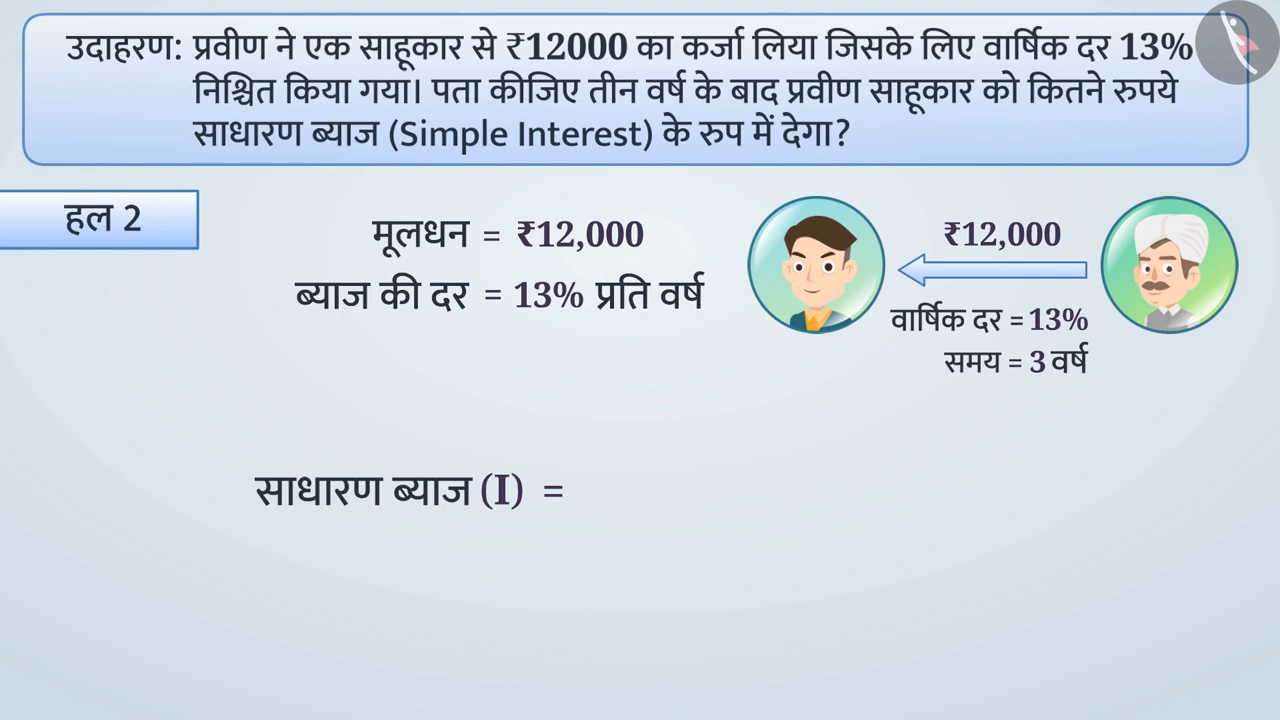 उदाहरण: प्रवीण ने एक साहूकार से ₹12000 का कर्जा लिया जिसके लिए वार्षिक दर 13%
निश्चित किया गया। पता कीजिए तीन वर्ष के बाद प्रवीण साहूकार को कितने रुपये
साधारण ब्याज (Simple Interest) के रुप में देगा?
हल 2
मूलधन = ₹12,000
ब्याज की दर = 13% प्रति वर्ष
₹12,000
वार्षिक दर = 13%
समय = 3 वर्ष
साधारण ब्याज (I) =